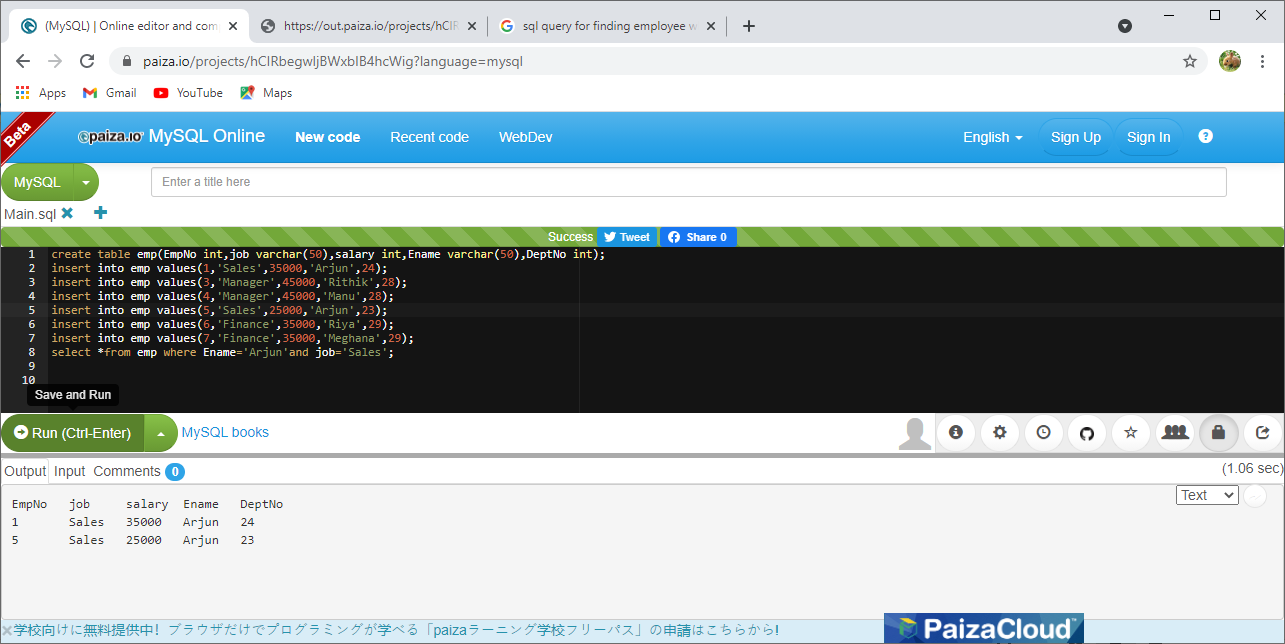 (MySQL) | Online editor and com
https://out.paiza.io/projects/hClR
sql query for finding employee w
paiza.io/projects/hClRbegwljBWxbIB4hcWig?language=mysql
Apps Gmail YouTube Maps
Beta
paiza.io MySQL Online New code Recent code WebDev English Sign Up Sign In ?
MySQL Enter a title here
Main.sql
Success Tweet Share 0
1 create table emp(EmpNo int,job varchar(50),salary int,Ename varchar(50),DeptNo int);
2 insert into emp values(1,'Sales',35000,'Arjun',24);
3 insert into emp values(3,'Manager',45000,'Rithik',28);
4 insert into emp values(4,'Manager',45000,'Manu',28);
5 insert into emp values(5,'Sales',25000,'Arjun',23);
6 insert into emp values(6,'Finance',35000,'Riya',29);
7 insert into emp values(7,'Finance',35000,'Meghana',29);
8 select *from emp where Ename='Arjun'and job='Sales';
9
10
Save and Run
Run (Ctrl-Enter) MySQL books
Output Input Comments 0 (1.06 sec)
Text
EmpNo job salary Ename DeptNo
1 Sales 35000 Arjun 24
5 Sales 25000 Arjun 23
学校向けに無料提供中! ブラウザだけでプログラミングが学べる「paizaラーニング学校フリーパス」の申請はこちらから!
PaizaCloud